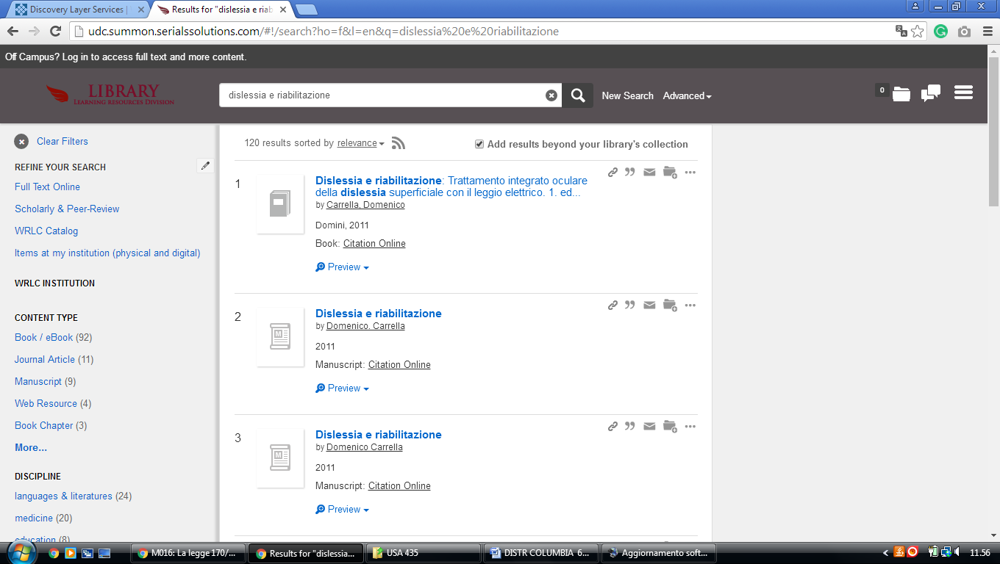 Discovery Layer Services |
Results for "dislessia e riab
udc.summon.serialssolutions.com/#!/search?ho=f&l=en&q=dislessia%20e%20riabilitazione
Off Campus? Log in to access full text and more content.
LIBRARY
LEARNING RESOURCES DIVISION
dislessia e riabilitazione
New Search
Advanced
0
Clear Filters
REFINE YOUR SEARCH
Full Text Online
Scholarly & Peer-Review
WRLC Catalog
Items at my institution (physical and digital)
WRLC INSTITUTION
CONTENT TYPE
Book / eBook (92)
Journal Article (11)
Manuscript (9)
Web Resource (4)
Book Chapter (3)
More...
DISCIPLINE
languages & literatures (24)
medicine (20)
education (8)
120 results sorted by relevance
Add results beyond your library's collection
1
Dislessia e riabilitazione: Trattamento integrato oculare
della dislessia superficiale con il leggio elettrico. 1. ed...
by Carrella, Domenico
Domini, 2011
Book: Citation Online
Preview
2
Dislessia e riabilitazione
by Domenico. Carrella
2011
Manuscript: Citation Online
Preview
3
Dislessia e riabilitazione
by Domenico Carrella
2011
Manuscript: Citation Online
Preview
M016: La legge 170/...
Results for "dislessia...
USA 435
DISTR COLUMBIA 6...
Aggiornamento soft...
11.56